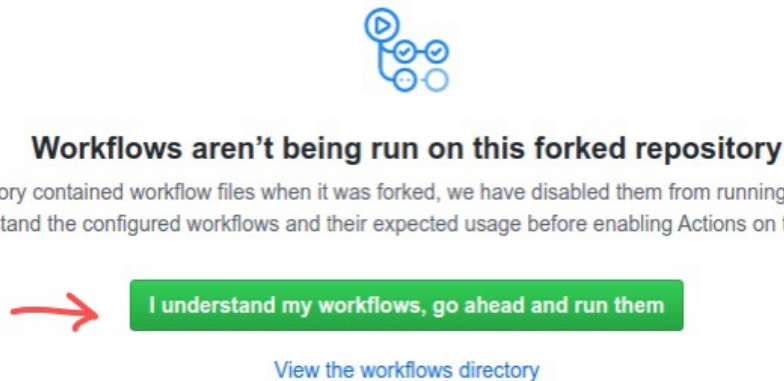 Workflows aren’t being run on this forked repository
ory contained workflow files when it was forked, we have disabled them from running
tand the configured workflows and their expected usage before enabling Actions on
I understand my workflows, go ahead and run them
View the workflows directory